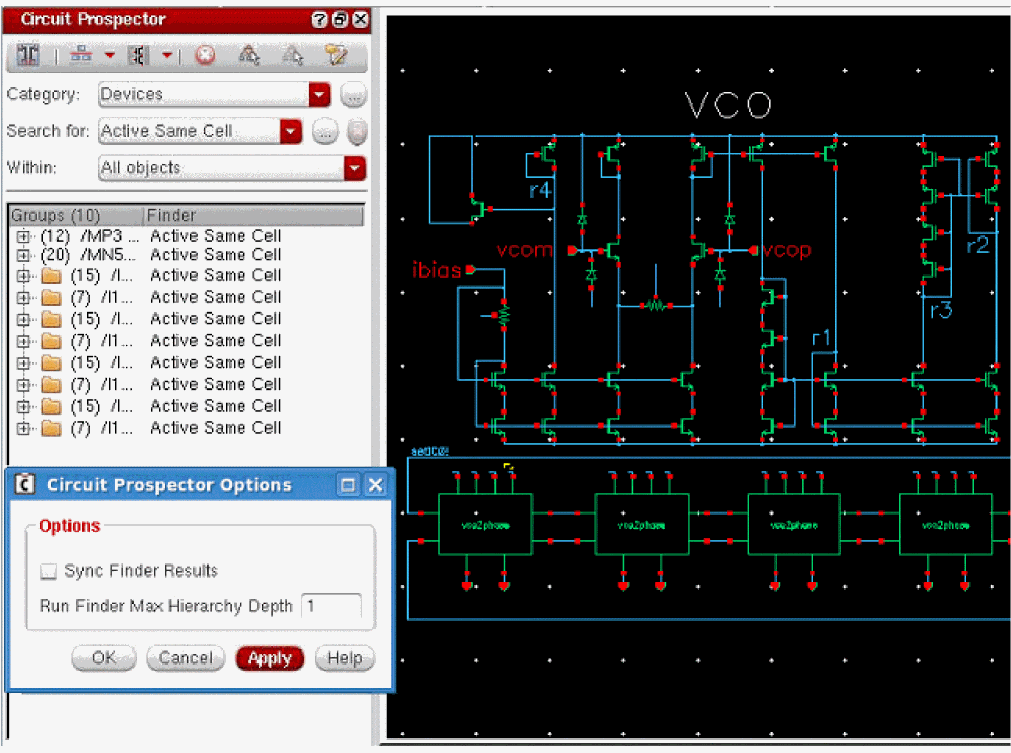 Circuit Prospector
Category: Devices
Search for: Active Same Cell
Within: All objects
Groups (10) Finder
(12) /MP3 ... Active Same Cell
(20) /MN5... Active Same Cell
(15) /I... Active Same Cell
(7) /I1... Active Same Cell
(15) /I... Active Same Cell
(7) /I1... Active Same Cell
(15) /I... Active Same Cell
(7) /I1... Active Same Cell
(15) /I... Active Same Cell
(7) /I1... Active Same Cell
Circuit Prospector Options
Options
Sync Finder Results
Run Finder Max Hierarchy Depth 1
OK Cancel Apply Help
VCO
r4
vcom
vcop
ibias
r2
r3
r1
vco2phase vco2phase vco2phase vco2phase